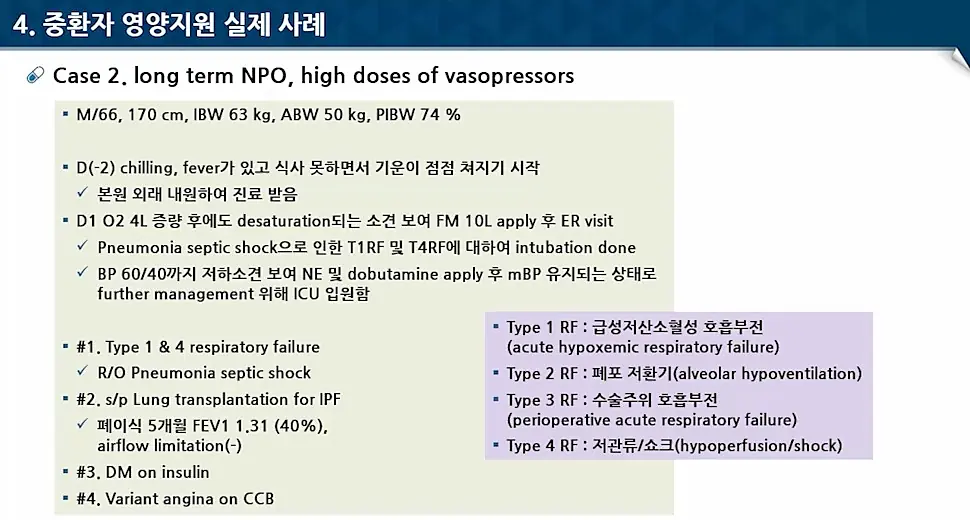 4. 중환자 영양지원 실제 사례
Case 2. long term NPO, high doses of vasopressors
▪ M/66, 170 cm, IBW 63 kg, ABW 50 kg, PIBW 74 %
▪ D(-2) chilling, fever가 있고 식사 못하면서 기운이 점점 쳐지기 시작
✓ 본원 외래 내원하여 진료 받음
▪ D1 O2 4L 증량 후에도 desaturation되는 소견 보여 FM 10L apply 후 ER visit
✓ Pneumonia septic shock으로 인한 T1RF 및 T4RF에 대하여 intubation done
✓ BP 60/40까지 저하소견 보여 NE 및 dobutamine apply 후 mBP 유지되는 상태로
further management 위해 ICU 입원함
▪ #1. Type 1 & 4 respiratory failure
✓ R/O Pneumonia septic shock
▪ #2. s/p Lung transplantation for IPF
✓ 폐이식 5개월 FEV1 1.31 (40%),
airflow limitation(-)
▪ #3. DM on insulin
▪ #4. Variant angina on CCB
▪ Type 1 RF : 급성저산소혈성 호흡부전
(acute hypoxemic respiratory failure)
▪ Type 2 RF : 폐포 저환기(alveolar hypoventilation)
▪ Type 3 RF : 수술주위 호흡부전
(perioperative acute respiratory failure)
▪ Type 4 RF : 저관류/쇼크(hypoperfusion/shock)